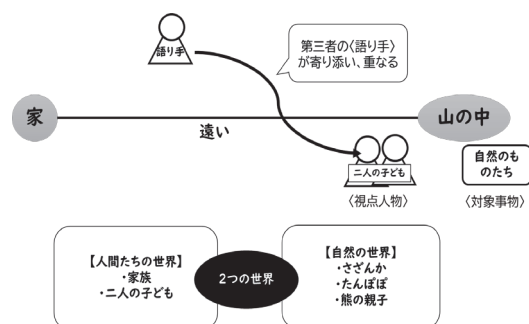 語り手
第三者の〈語り手〉
が寄り添い、重なる
家
遠い
山の中
二人の子ども
〈視点人物〉
自然のも
のたち
〈対象事物〉
【人間たちの世界】
・家族
・二人の子ども
2つの世界
【自然の世界】
・さざんか
・たんぽぽ
・熊の親子